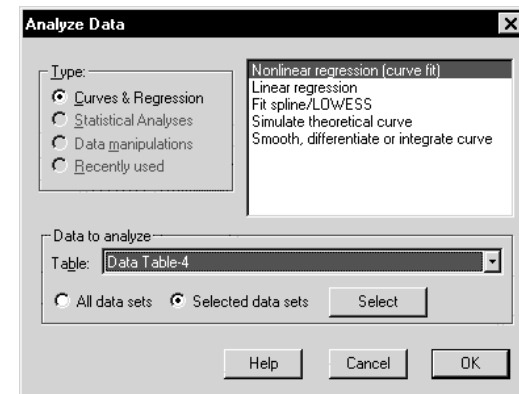 Analyze Data
Type:
Curves & Regression
Statistical Analyses
Data manipulations
Recently used
Nonlinear regression (curve fit)
Linear regression
Fit spline/LOWESS
Simulate theoretical curve
Smooth, differentiate or integrate curve
Data to analyze
Table: Data Table-4
All data sets Selected data sets Select
Help Cancel OK